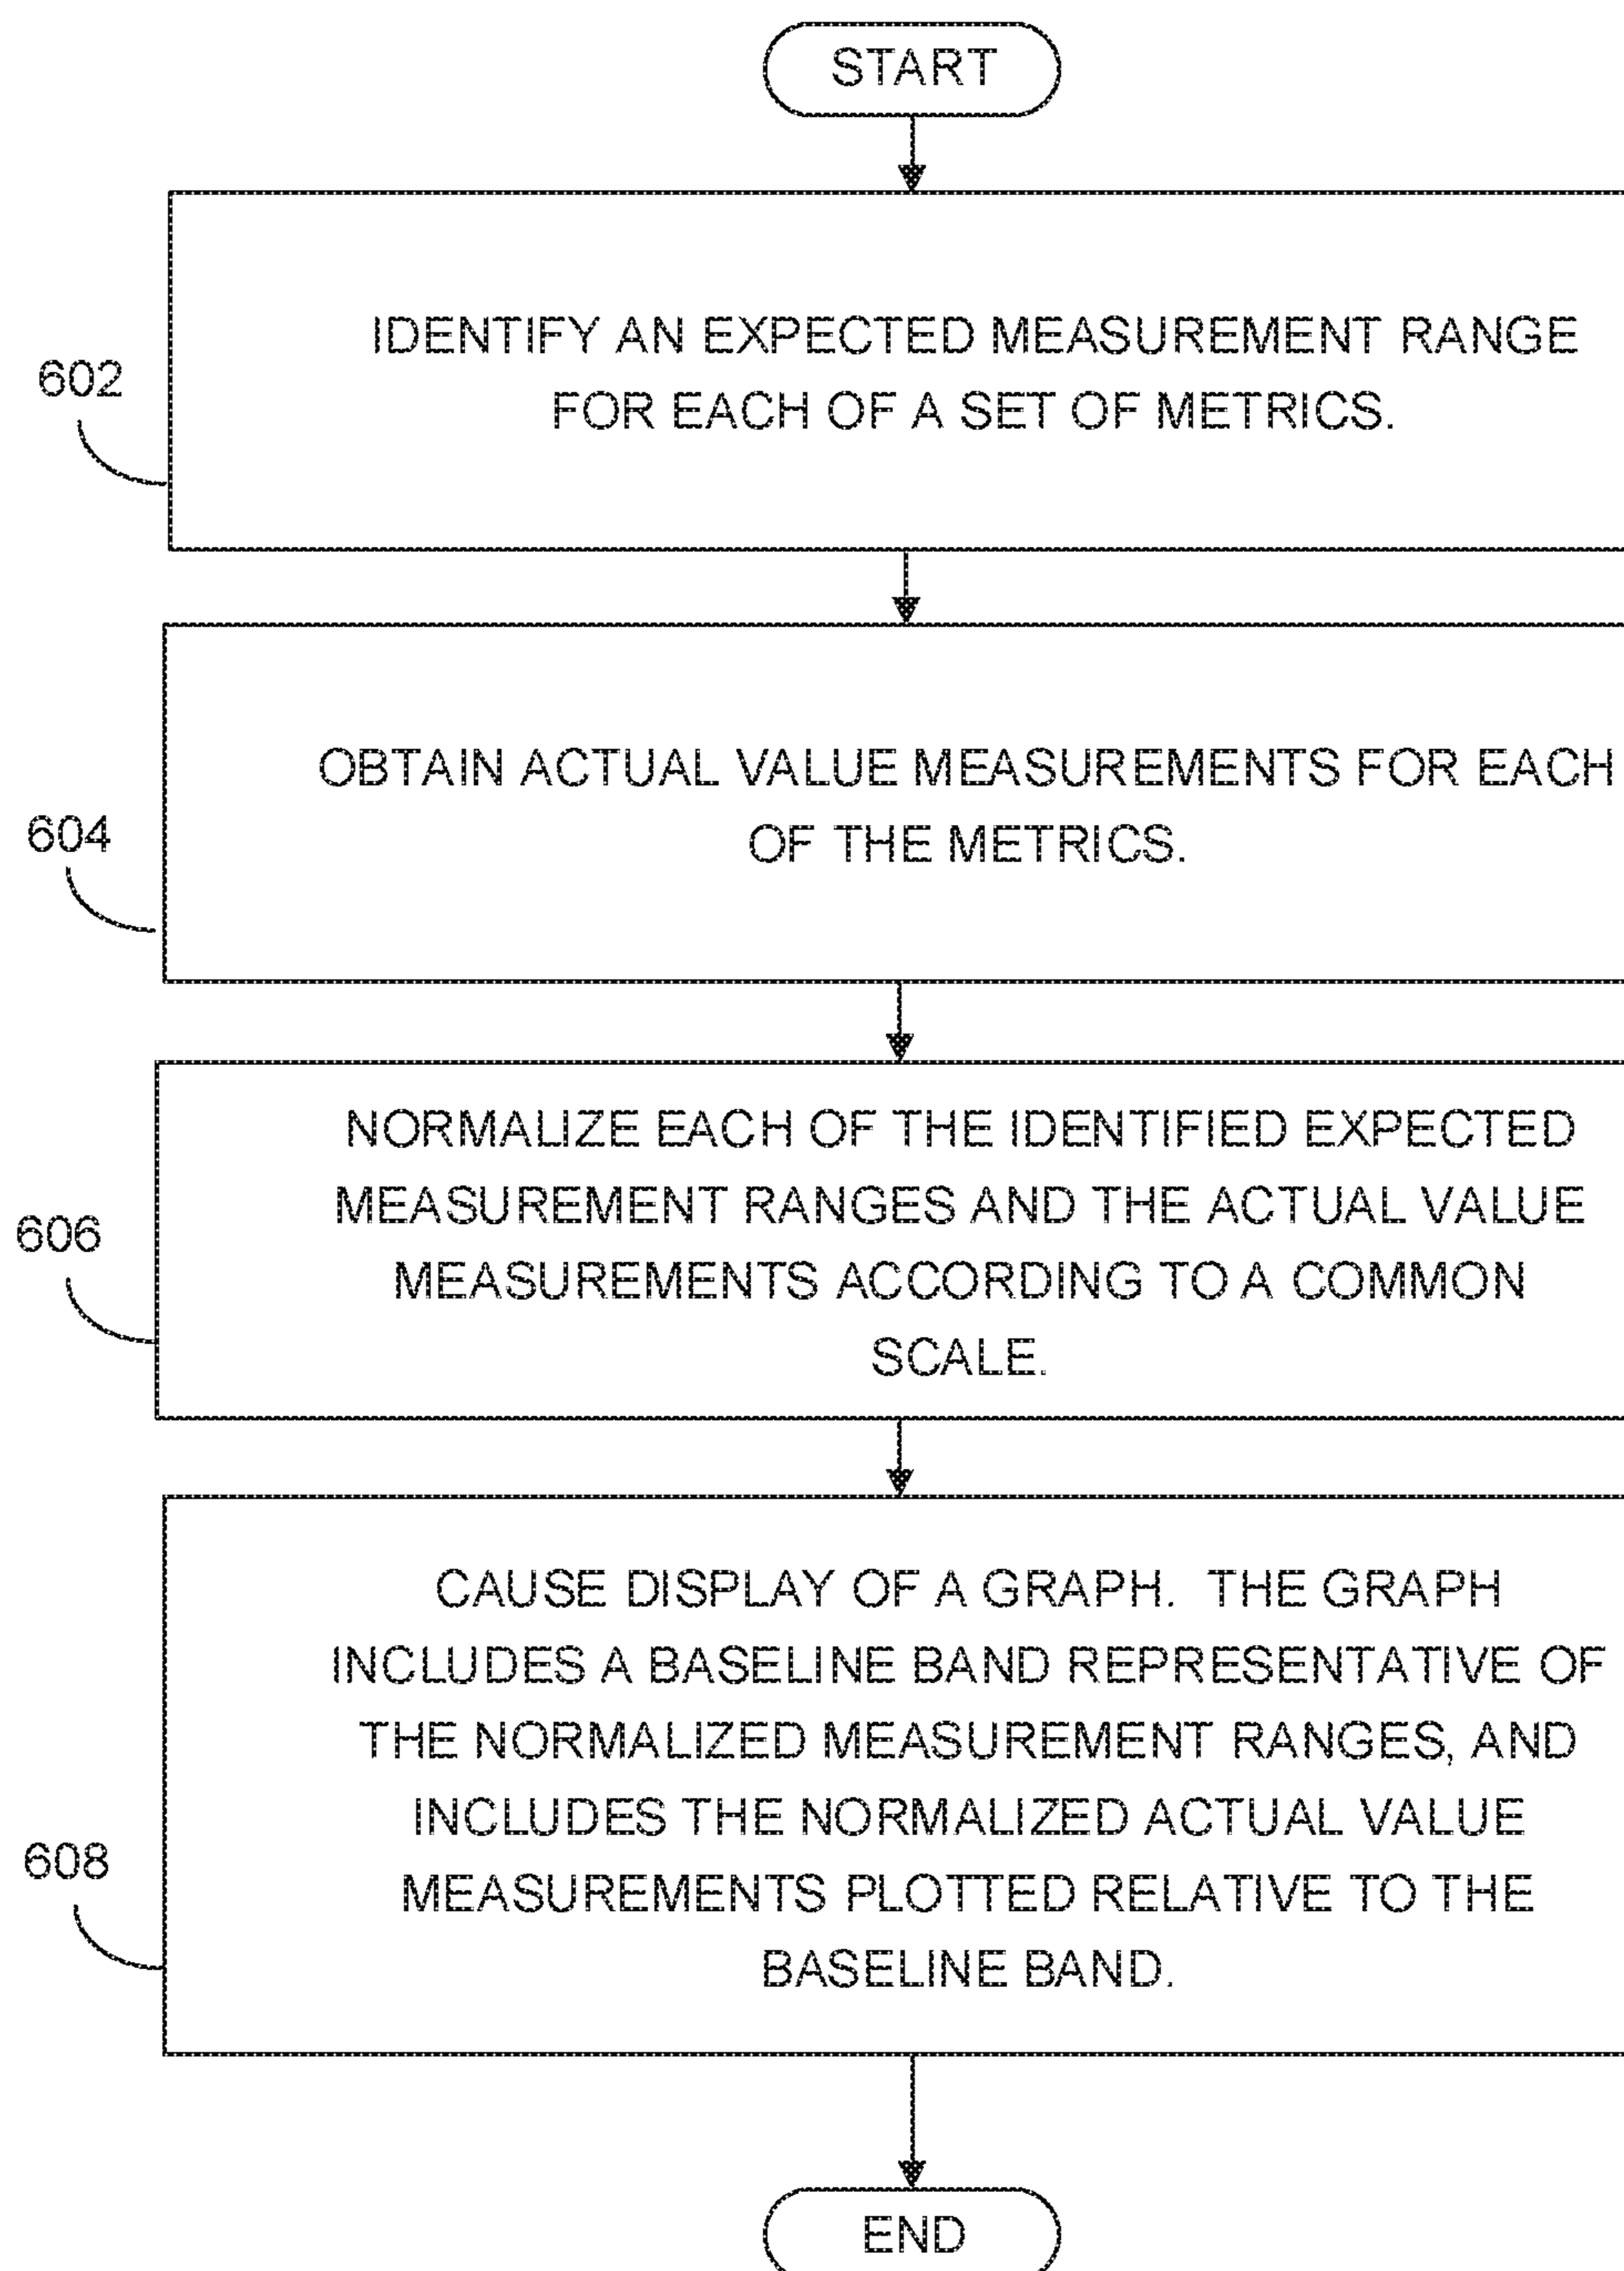 START
602
IDENTIFY AN EXPECTED MEASUREMENT RANGE
FOR EACH OF A SET OF METRICS.
604
OBTAIN ACTUAL VALUE MEASUREMENTS FOR EACH
OF THE METRICS.
606
NORMALIZE EACH OF THE IDENTIFIED EXPECTED
MEASUREMENT RANGES AND THE ACTUAL VALUE
MEASUREMENTS ACCORDING TO A COMMON
SCALE.
608
CAUSE DISPLAY OF A GRAPH. THE GRAPH
INCLUDES A BASELINE BAND REPRESENTATIVE OF
THE NORMALIZED MEASUREMENT RANGES, AND
INCLUDES THE NORMALIZED ACTUAL VALUE
MEASUREMENTS PLOTTED RELATIVE TO THE
BASELINE BAND.
END